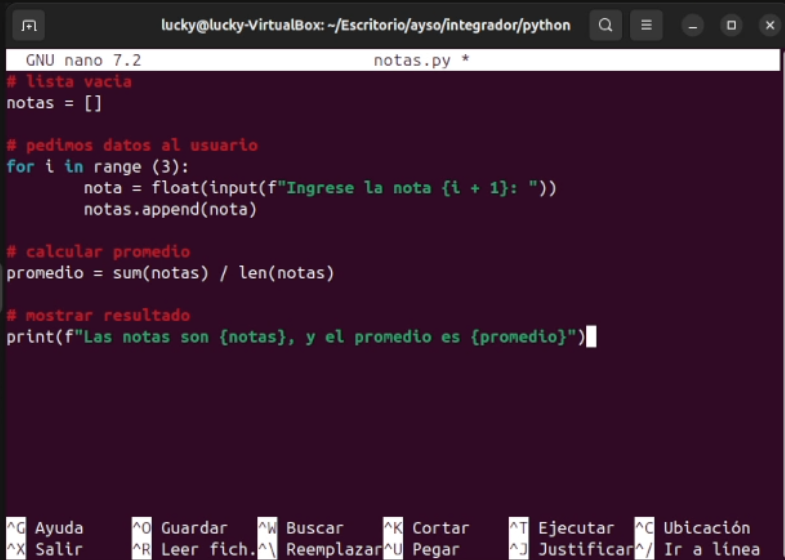 lucky@lucky-VirtualBox: ~/Escritorio/ayso/integrador/python
GNU nano 7.2 notas.py *
# lista vacia
notas = []
# pedimos datos al usuario
for i in range (3):
        nota = float(input(f"Ingrese la nota {i + 1}: "))
        notas.append(nota)
# calcular promedio
promedio = sum(notas) / len(notas)
# mostrar resultado
print(f"Las notas son {notas}, y el promedio es {promedio}")
^G Ayuda ^O Guardar ^W Buscar ^K Cortar ^T Ejecutar ^C Ubicación
^X Salir ^R Leer fich. ^\ Reemplazar ^U Pegar ^J Justificar ^/ Ir a línea